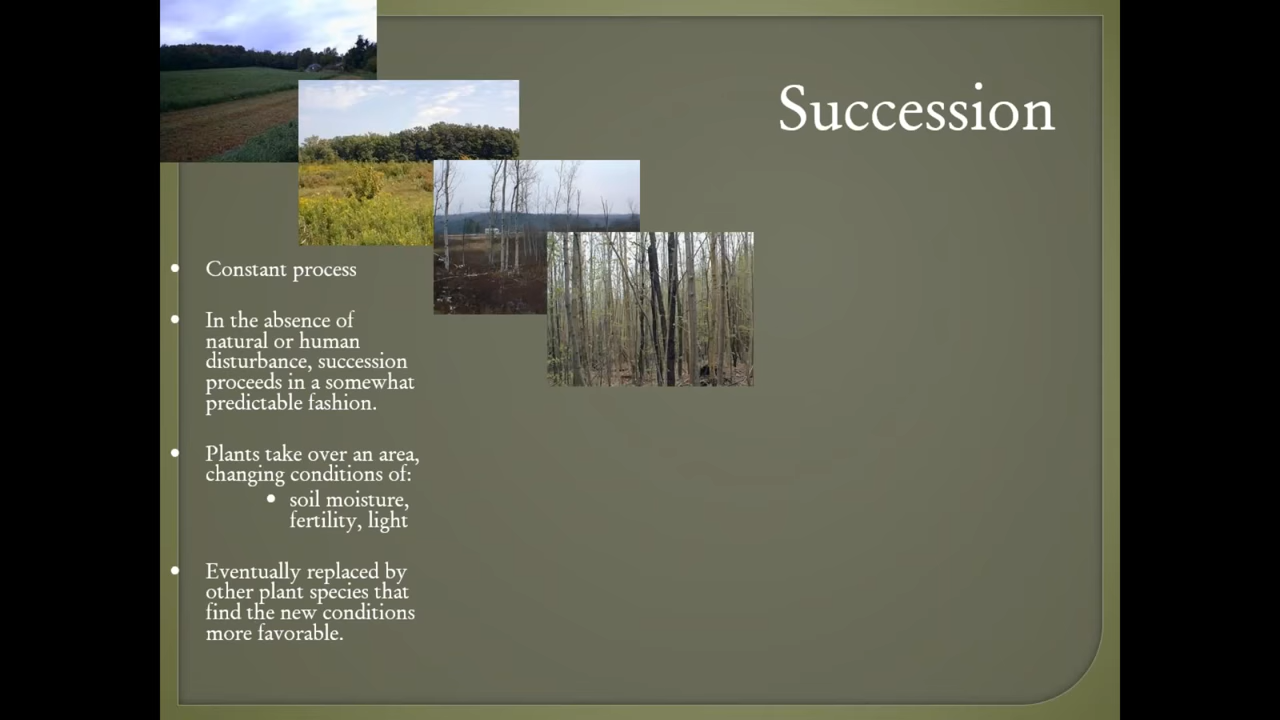 Succession
• Constant process
• In the absence of
natural or human
disturbance, succession
proceeds in a somewhat
predictable fashion.
• Plants take over an area,
changing conditions of:
• soil moisture,
fertility, light
• Eventually replaced by
other plant species that
find the new conditions
more favorable.